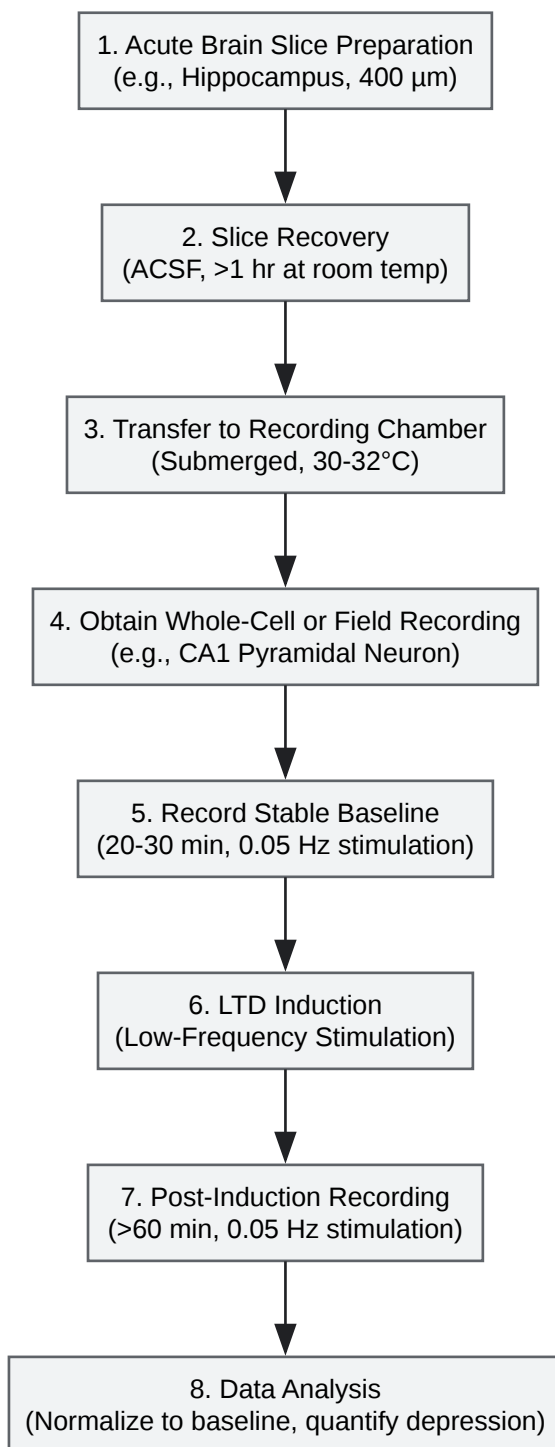 1. Acute Brain Slice Preparation
(e.g., Hippocampus, 400 µm)
2. Slice Recovery
(ACSF, >1 hr at room temp)
3. Transfer to Recording Chamber
(Submerged, 30-32°C)
4. Obtain Whole-Cell or Field Recording
(e.g., CA1 Pyramidal Neuron)
5. Record Stable Baseline
(20-30 min, 0.05 Hz stimulation)
6. LTD Induction
(Low-Frequency Stimulation)
7. Post-Induction Recording
(>60 min, 0.05 Hz stimulation)
8. Data Analysis
(Normalize to baseline, quantify depression)